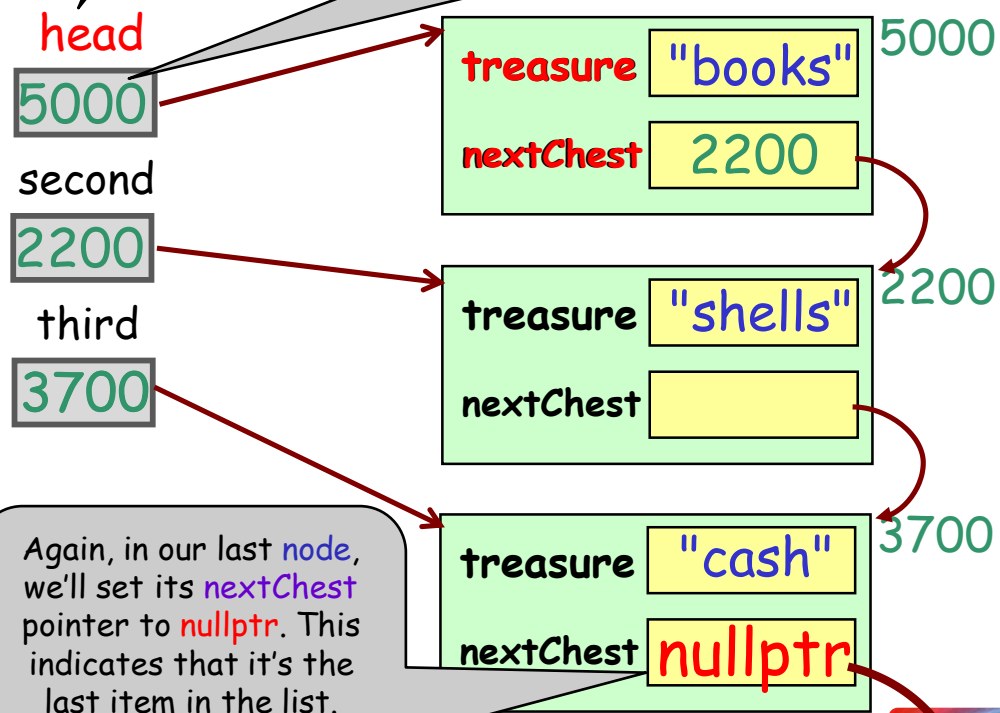 head
5000
second
2200
third
3700
treasure "books"
nextChest 2200
5000
treasure "shells"
nextChest
2200
treasure "cash"
nextChest nullptr
3700
Again, in our last node,
we'll set its nextChest
pointer to nullptr. This
indicates that it's the
last item in the list.